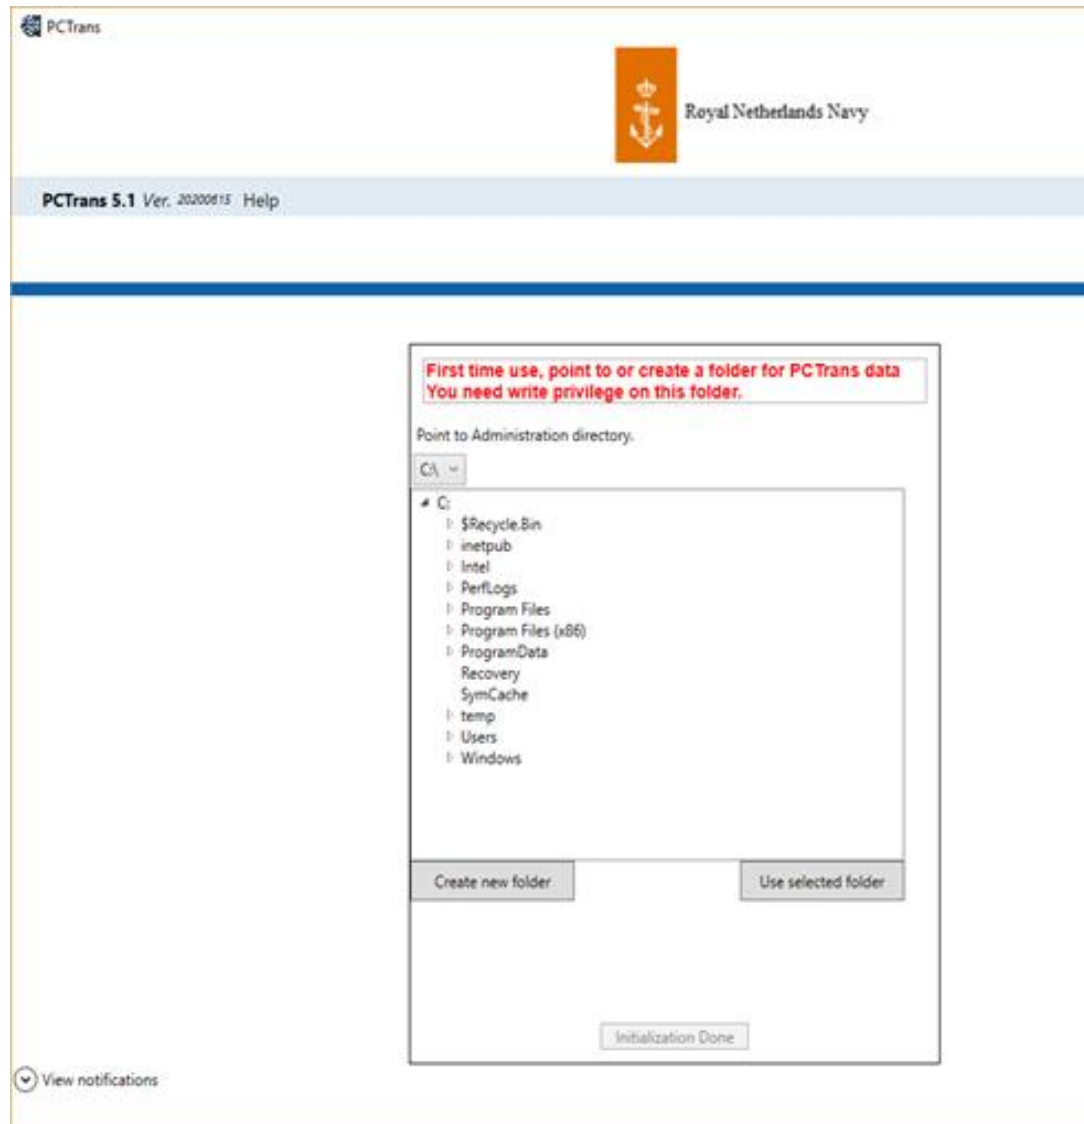 PCTrans
Royal Netherlands Navy
PCTrans 5.1 Ver. 20200615 Help
First time use, point to or create a folder for PCTrans data
You need write privilege on this folder.
Point to Administration directory.
C:\
C:
$Recycle.Bin
inetpub
Intel
PerfLogs
Program Files
Program Files (x86)
ProgramData
Recovery
SymCache
temp
Users
Windows
Create new folder Use selected folder
Initialization Done
View notifications